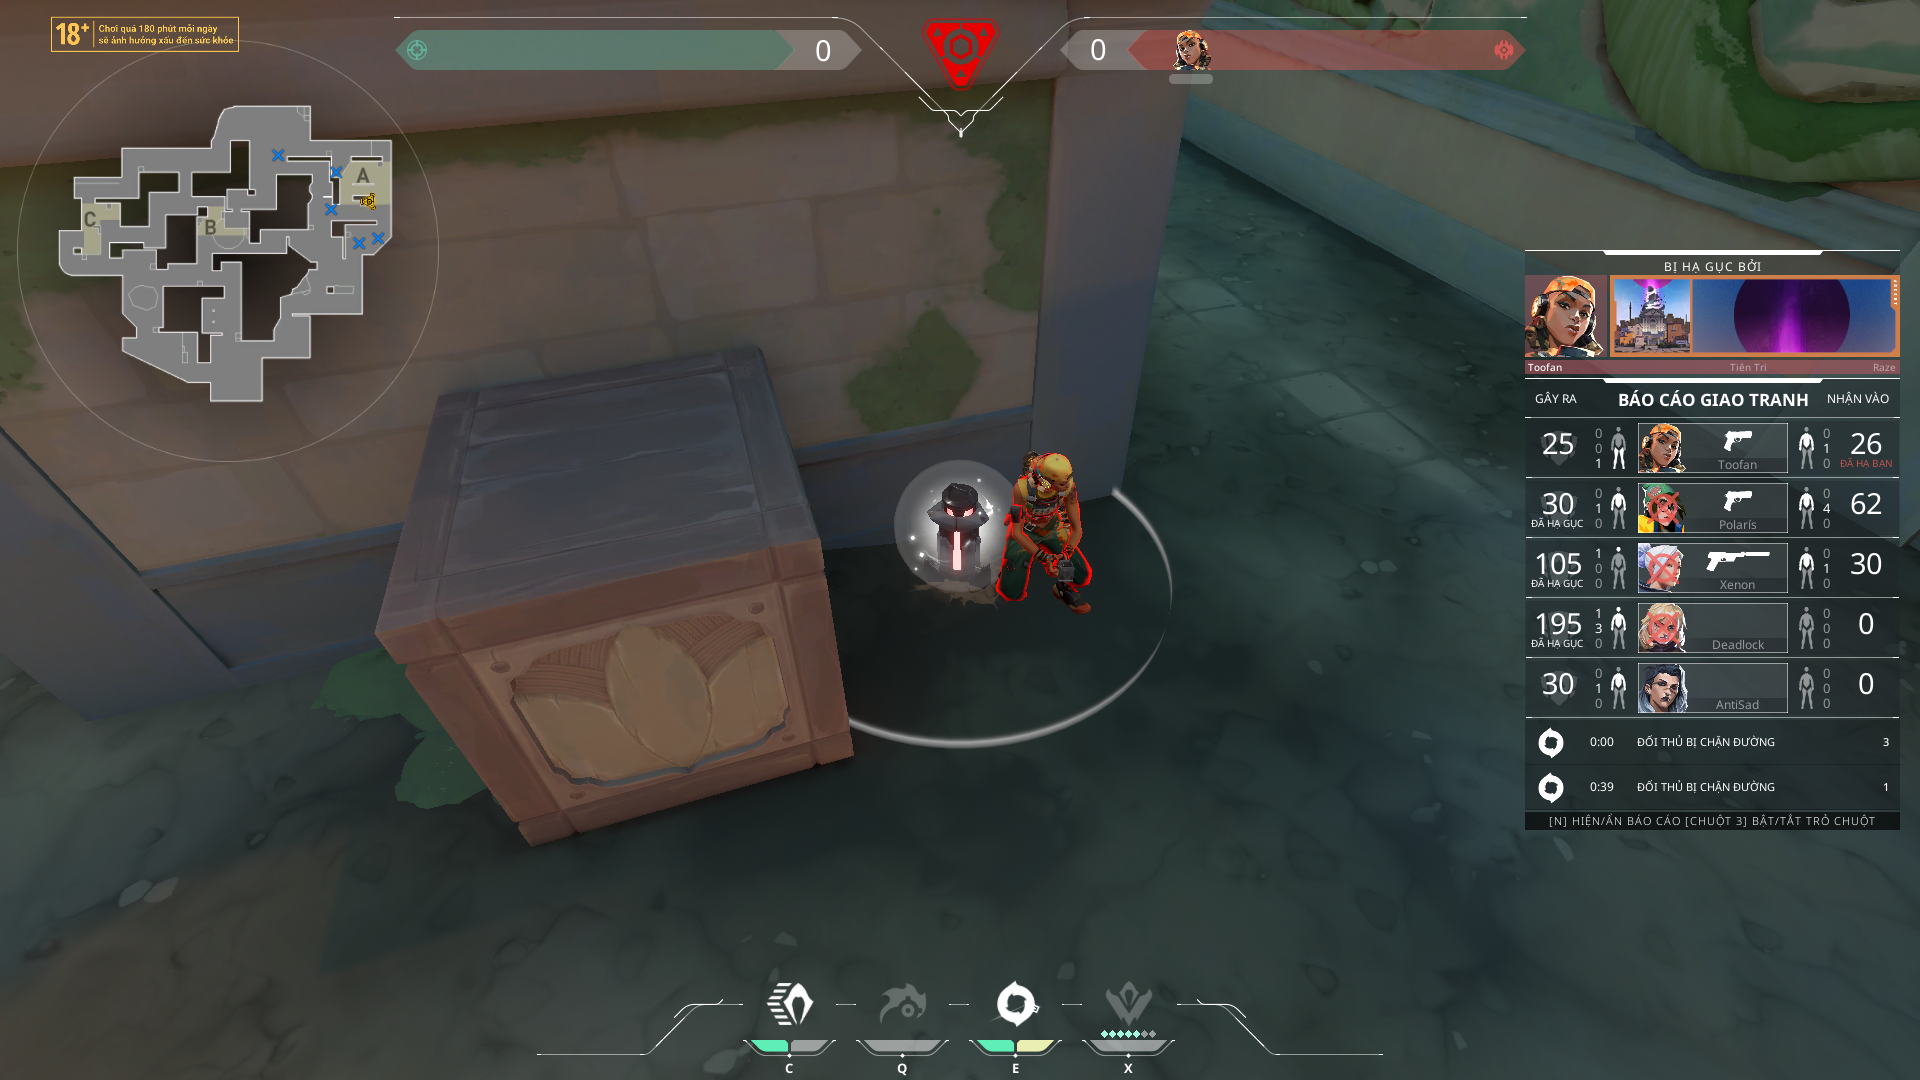 18+
Chơi quá 180 phút mỗi ngày
sẽ ảnh hưởng xấu đến sức khỏe
0
0
A
B
C
BỊ HẠ GỤC BỞI
Toofan Tiên Tri Raze
GÂY RA BÁO CÁO GIAO TRANH NHẬN VÀO
25 0 0 1 Toofan 0 1 0 26 ĐÃ HẠ BẠN
30 ĐÃ HẠ GỤC 0 1 0 Polarís 0 4 0 62
105 ĐÃ HẠ GỤC 1 0 0 Xenon 0 1 0 30
195 ĐÃ HẠ GỤC 1 3 0 Deadlock 0 0 0 0
30 0 1 0 AntiSad 0 0 0 0
0:00 ĐỐI THỦ BỊ CHẶN ĐƯỜNG 3
0:39 ĐỐI THỦ BỊ CHẶN ĐƯỜNG 1
[N] HIỆN/ẨN BÁO CÁO [CHUỘT 3] BẬT/TẮT TRỎ CHUỘT
C Q E X